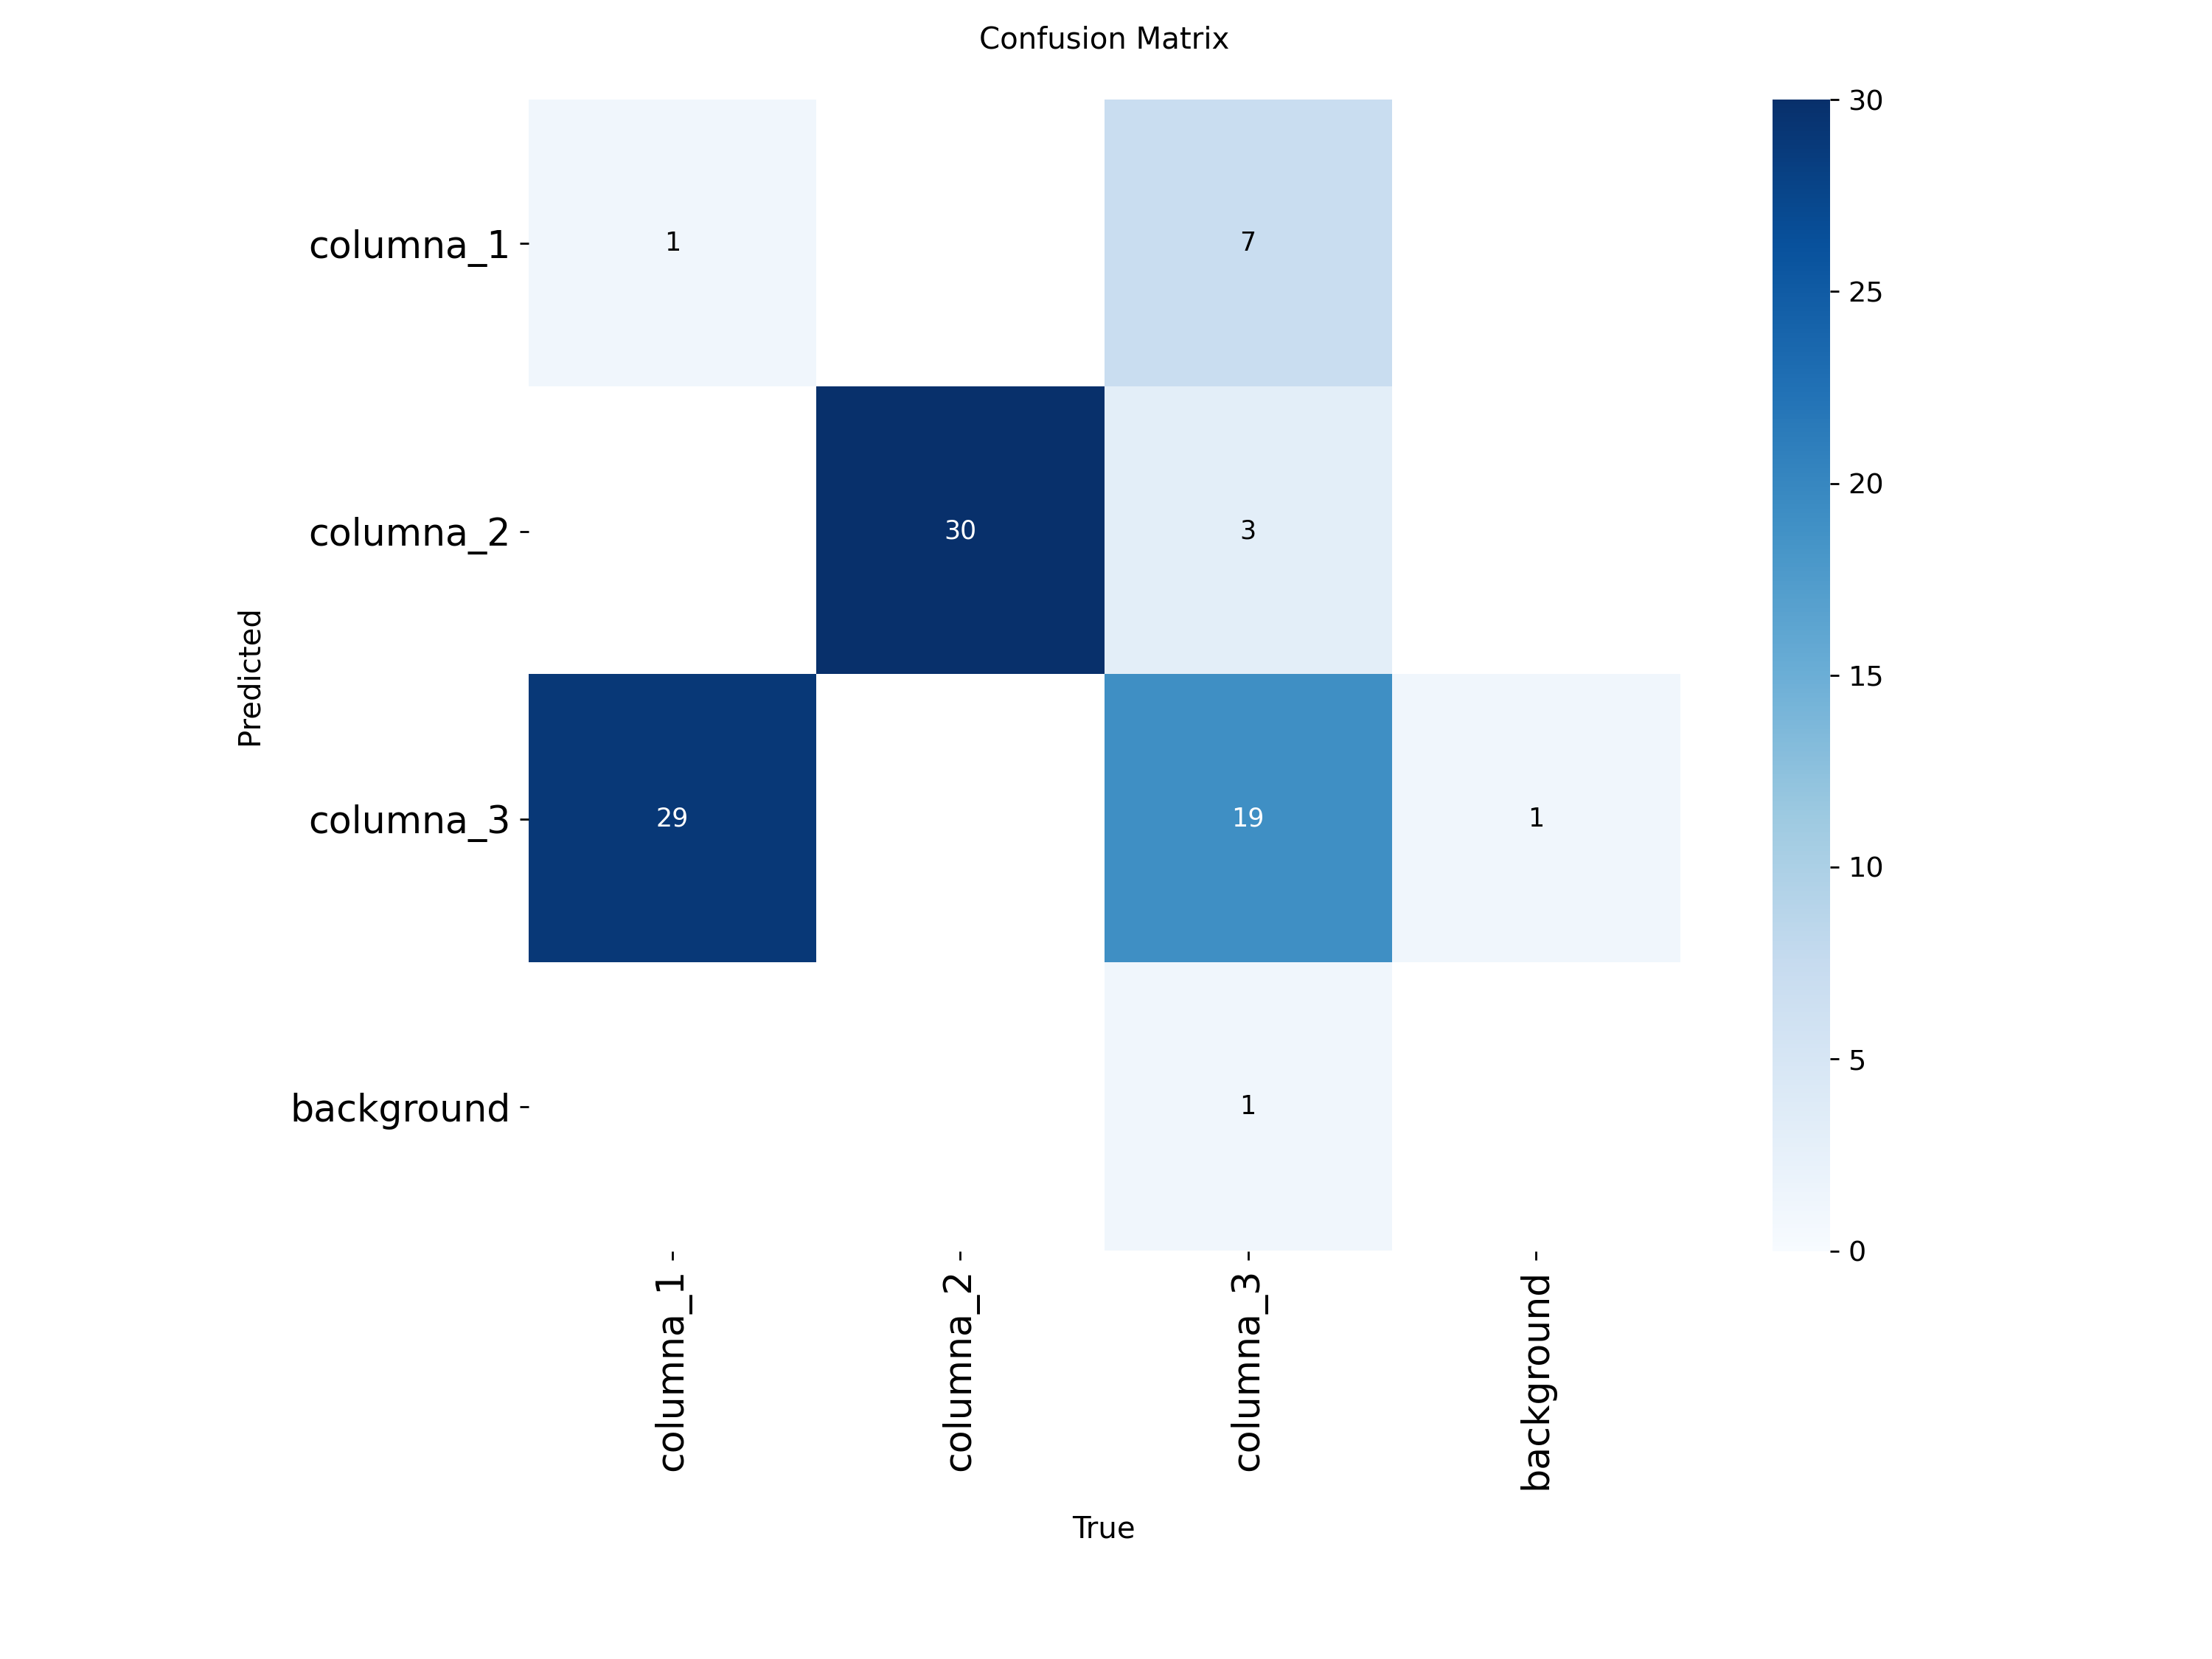 Confusion Matrix
columna_1
1
7
columna_2
30
3
columna_3
29
19
1
background
1
Predicted
columna_1
columna_2
columna_3
background
True
30
25
20
15
10
5
0